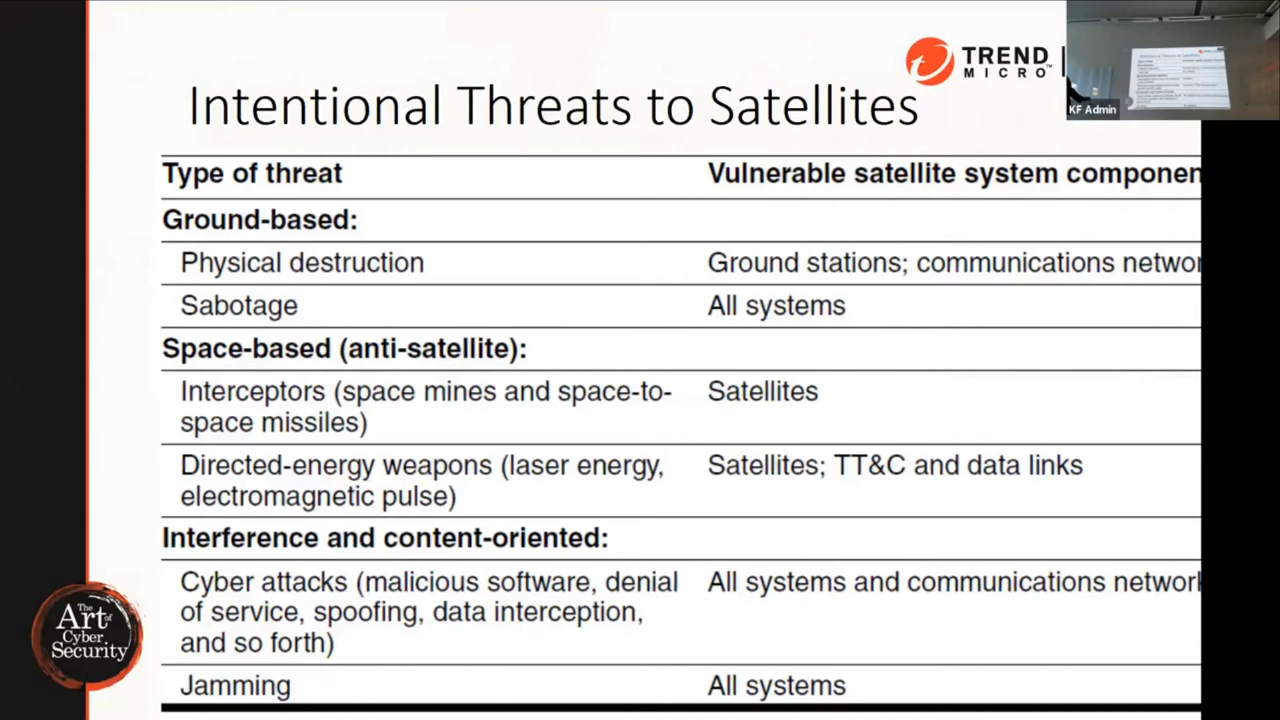 TREND
MICRO™
Intentional Threats to Satellites
KF Admin
Type of threat Vulnerable satellite system componen
Ground-based:
Physical destruction Ground stations; communications networ
Sabotage All systems
Space-based (anti-satellite):
Interceptors (space mines and space-to- Satellites
space missiles)
Directed-energy weapons (laser energy, Satellites; TT&C and data links
electromagnetic pulse)
Interference and content-oriented:
Cyber attacks (malicious software, denial All systems and communications network
of service, spoofing, data interception,
and so forth)
Jamming All systems
The
Art of
Cyber
Security